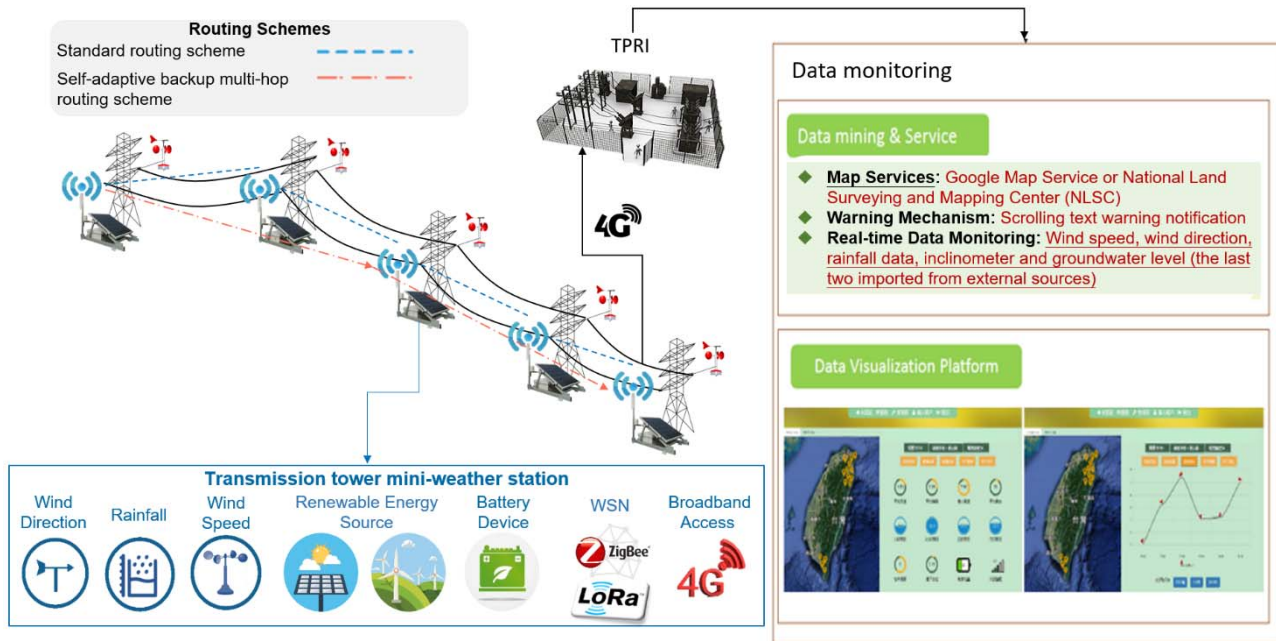 Routing Schemes
Standard routing scheme
Self-adaptive backup multi-hop
routing scheme
TPRI
4G
Transmission tower mini-weather station
Wind
Direction
Rainfall
Wind
Speed
Renewable Energy
Source
Battery
Device
WSN
Broadband
Access
ZigBee
LoRa
4G
Data monitoring
Data mining & Service
Map Services: Google Map Service or National Land
Surveying and Mapping Center (NLSC)
Warning Mechanism: Scrolling text warning notification
Real-time Data Monitoring: Wind speed, wind direction,
rainfall data, inclinometer and groundwater level (the last
two imported from external sources)
Data Visualization Platform